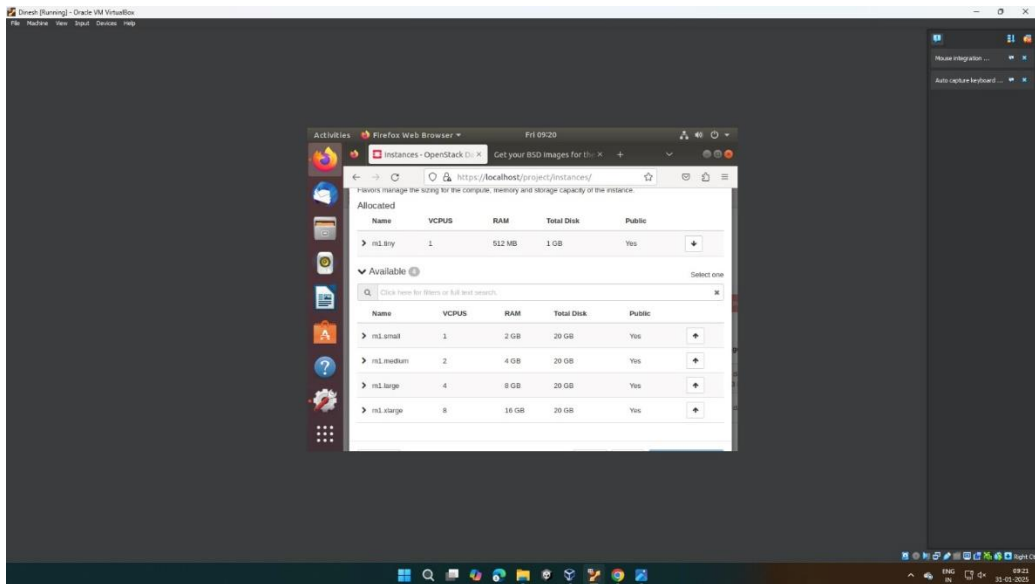 Dinesh [Running] - Oracle VM VirtualBox
File Machine View Input Devices Help
Mouse integration ...
Auto capture keyboard ...
Activities Firefox Web Browser Fri 09:20
Instances - OpenStack Da Get your BSD images for the
https://localhost/project/instances/
Flavors manage the sizing for the compute, memory and storage capacity of the instance.
Allocated
Name VCPUS RAM Total Disk Public
m1.tiny 1 512 MB 1 GB Yes
Available 4 Select one
Click here for filters or full text search.
Name VCPUS RAM Total Disk Public
m1.small 1 2 GB 20 GB Yes
m1.medium 2 4 GB 20 GB Yes
m1.large 4 8 GB 20 GB Yes
m1.xlarge 8 16 GB 20 GB Yes
Right Ct
ENG 09:21
IN 31-01-2025